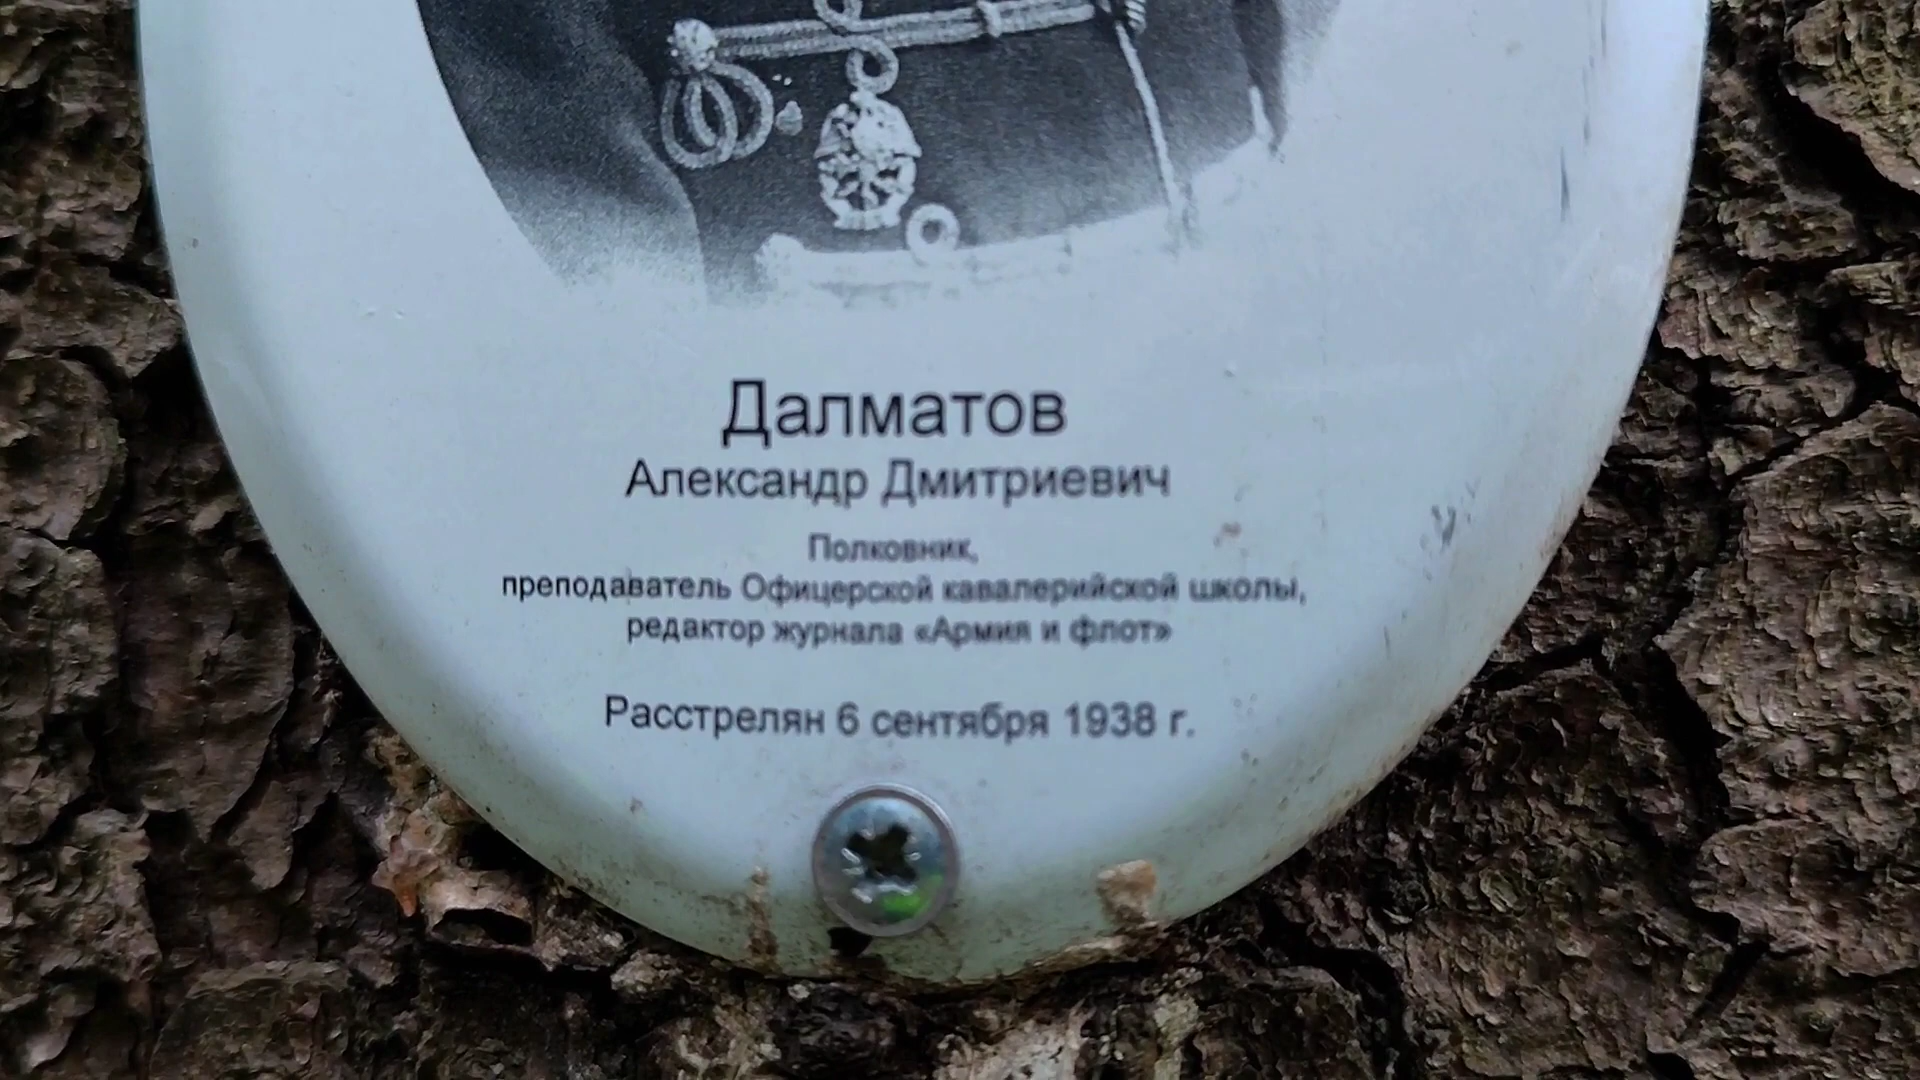 Далматов
Александр Дмитриевич
Полковник,
преподаватель Офицерской кавалерийской школы,
редактор журнала «Армия и флот»
Расстрелян 6 сентября 1938 г.